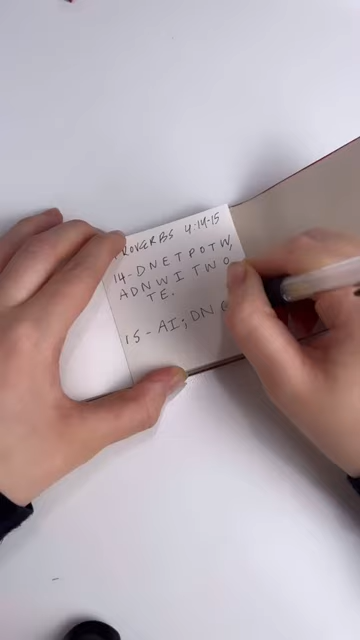 PROVERBS 4:14-15
14-DNETPOTW,
ADNWITWO
TE.
15-AI; DN